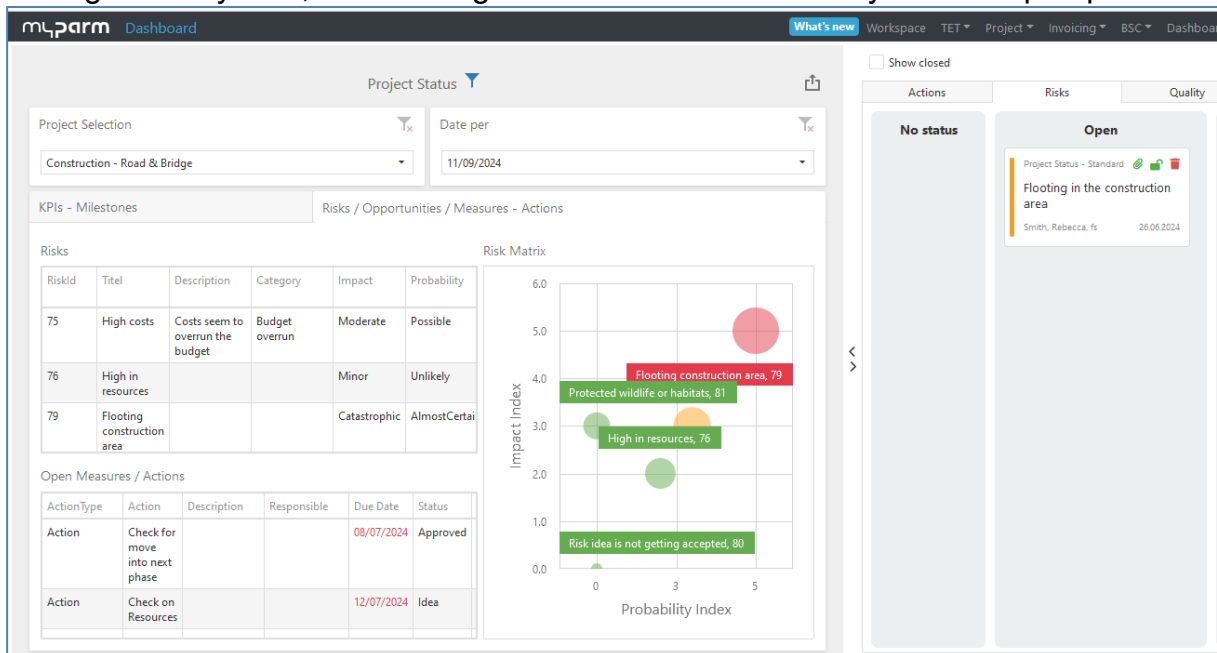 myparm Dashboard
What's new Workspace TET Project Invoicing BSC Dashboar
Project Status
Project Selection
Construction - Road & Bridge
Date per
11/09/2024
KPIs - Milestones
Risks / Opportunities / Measures - Actions
Risks
RiskId Titel Description Category Impact Probability
75 High costs Costs seem to overrun the budget Budget overrun Moderate Possible
76 High in resources Minor Unlikely
79 Flooting construction area Catastrophic AlmostCertai
Open Measures / Actions
ActionType Action Description Responsible Due Date Status
Action Check for move into next phase 08/07/2024 Approved
Action Check on Resources 12/07/2024 Idea
Risk Matrix
Impact Index
6.0
5.0
4.0
3.0
2.0
1.0
0.0
Flooting construction area, 79
Protected wildlife or habitats, 81
High in resources, 76
Risk idea is not getting accepted, 80
0 3 5
Probability Index
Show closed
Actions Risks Quality
No status
Open
Project Status - Standard
Flooting in the construction
area
Smith, Rebecca, fs 26.06.2024